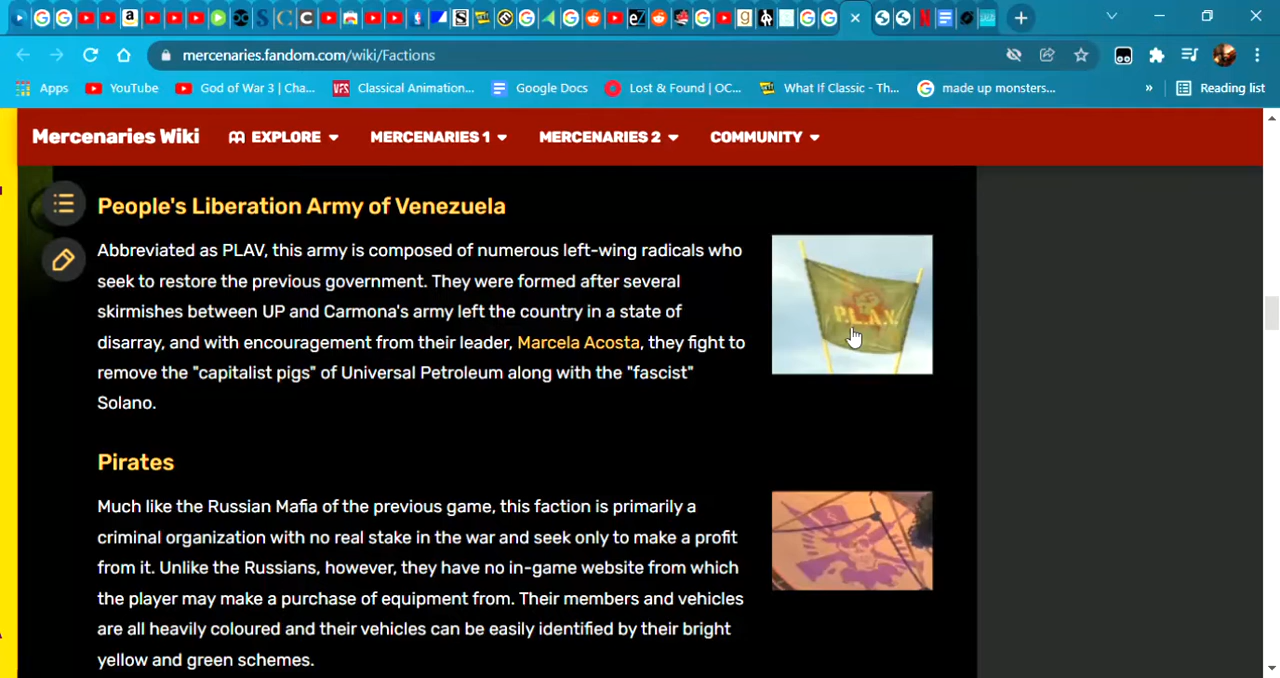 mercenaries.fandom.com/wiki/Factions
Apps
YouTube
God of War 3 | Cha...
VFS
Classical Animation...
Google Docs
Lost & Found | OC...
What If Classic - Th...
made up monsters...
»
Reading list
Mercenaries Wiki
EXPLORE
MERCENARIES 1
MERCENARIES 2
COMMUNITY
People's Liberation Army of Venezuela
Abbreviated as PLAV, this army is composed of numerous left-wing radicals who
seek to restore the previous government. They were formed after several
skirmishes between UP and Carmona's army left the country in a state of
disarray, and with encouragement from their leader, Marcela Acosta, they fight to
remove the "capitalist pigs" of Universal Petroleum along with the "fascist"
Solano.
P.L.A.V.
Pirates
Much like the Russian Mafia of the previous game, this faction is primarily a
criminal organization with no real stake in the war and seek only to make a profit
from it. Unlike the Russians, however, they have no in-game website from which
the player may make a purchase of equipment from. Their members and vehicles
are all heavily coloured and their vehicles can be easily identified by their bright
yellow and green schemes.